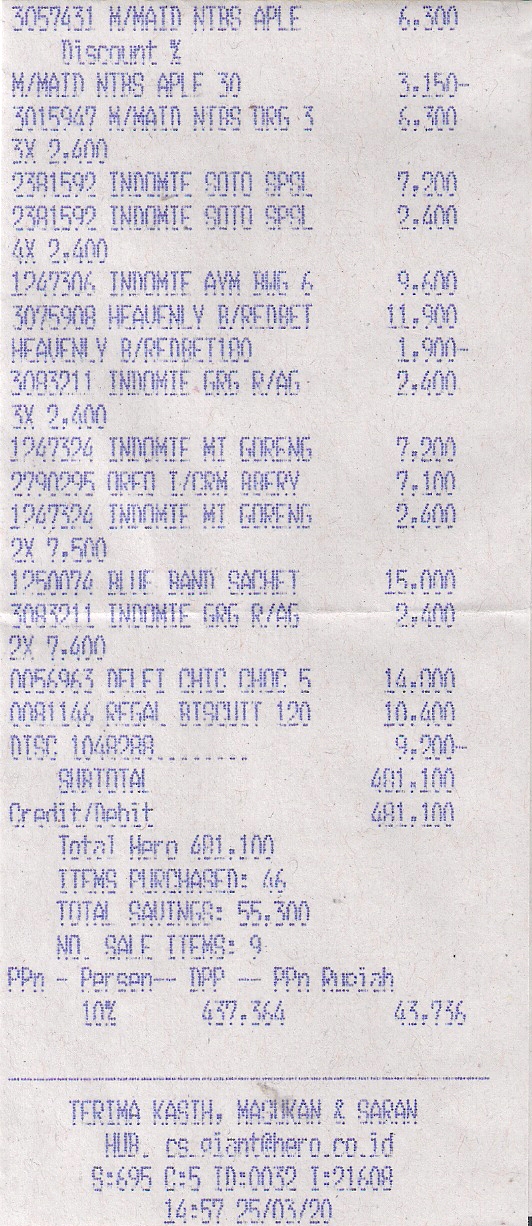 3057431 M/MAID NTBS APLE 6.300
Discount %
M/MAID NTBS APLE 30 3.150-
3015947 M/MAID NTBS ORG 3 6.300
3X 2.400
2381592 INDOMIE SOTO SPSL 7.200
2381592 INDOMIE SOTO SPSL 2.400
4X 2.400
1247306 INDOMIE AYM BWG 6 9.600
3075908 HEAVENLY B/REDBET 11.900
HEAVENLY B/REDBET180 1.900-
3083211 INDOMIE GRG R/AG 2.400
3X 2.400
1247324 INDOMIE MI GORENG 7.200
2790295 OREO I/CRM BBERY 7.100
1247324 INDOMIE MI GORENG 2.400
2X 7.500
1250074 BLUE BAND SACHET 15.000
3083211 INDOMIE GRG R/AG 2.400
2X 7.400
0056963 DELFI CHIC CHOC 5 14.000
0081146 REGAL BISCUIT 120 10.400
DISC 1048288........ 9.200-
SUBTOTAL 481.100
Credit/Debit 481.100
Total Hero 481.100
ITEMS PURCHASED: 46
TOTAL SAVINGS: 55.300
NO. SALE ITEMS: 9
PPn - Persen-- DPP -- PPn Rupiah
10% 437.364 43.736
TERIMA KASIH, MASUKAN & SARAN
HUB. cs.giant@hero.co.id
S:695 C:5 ID:0032 I:21608
14:57 25/03/20